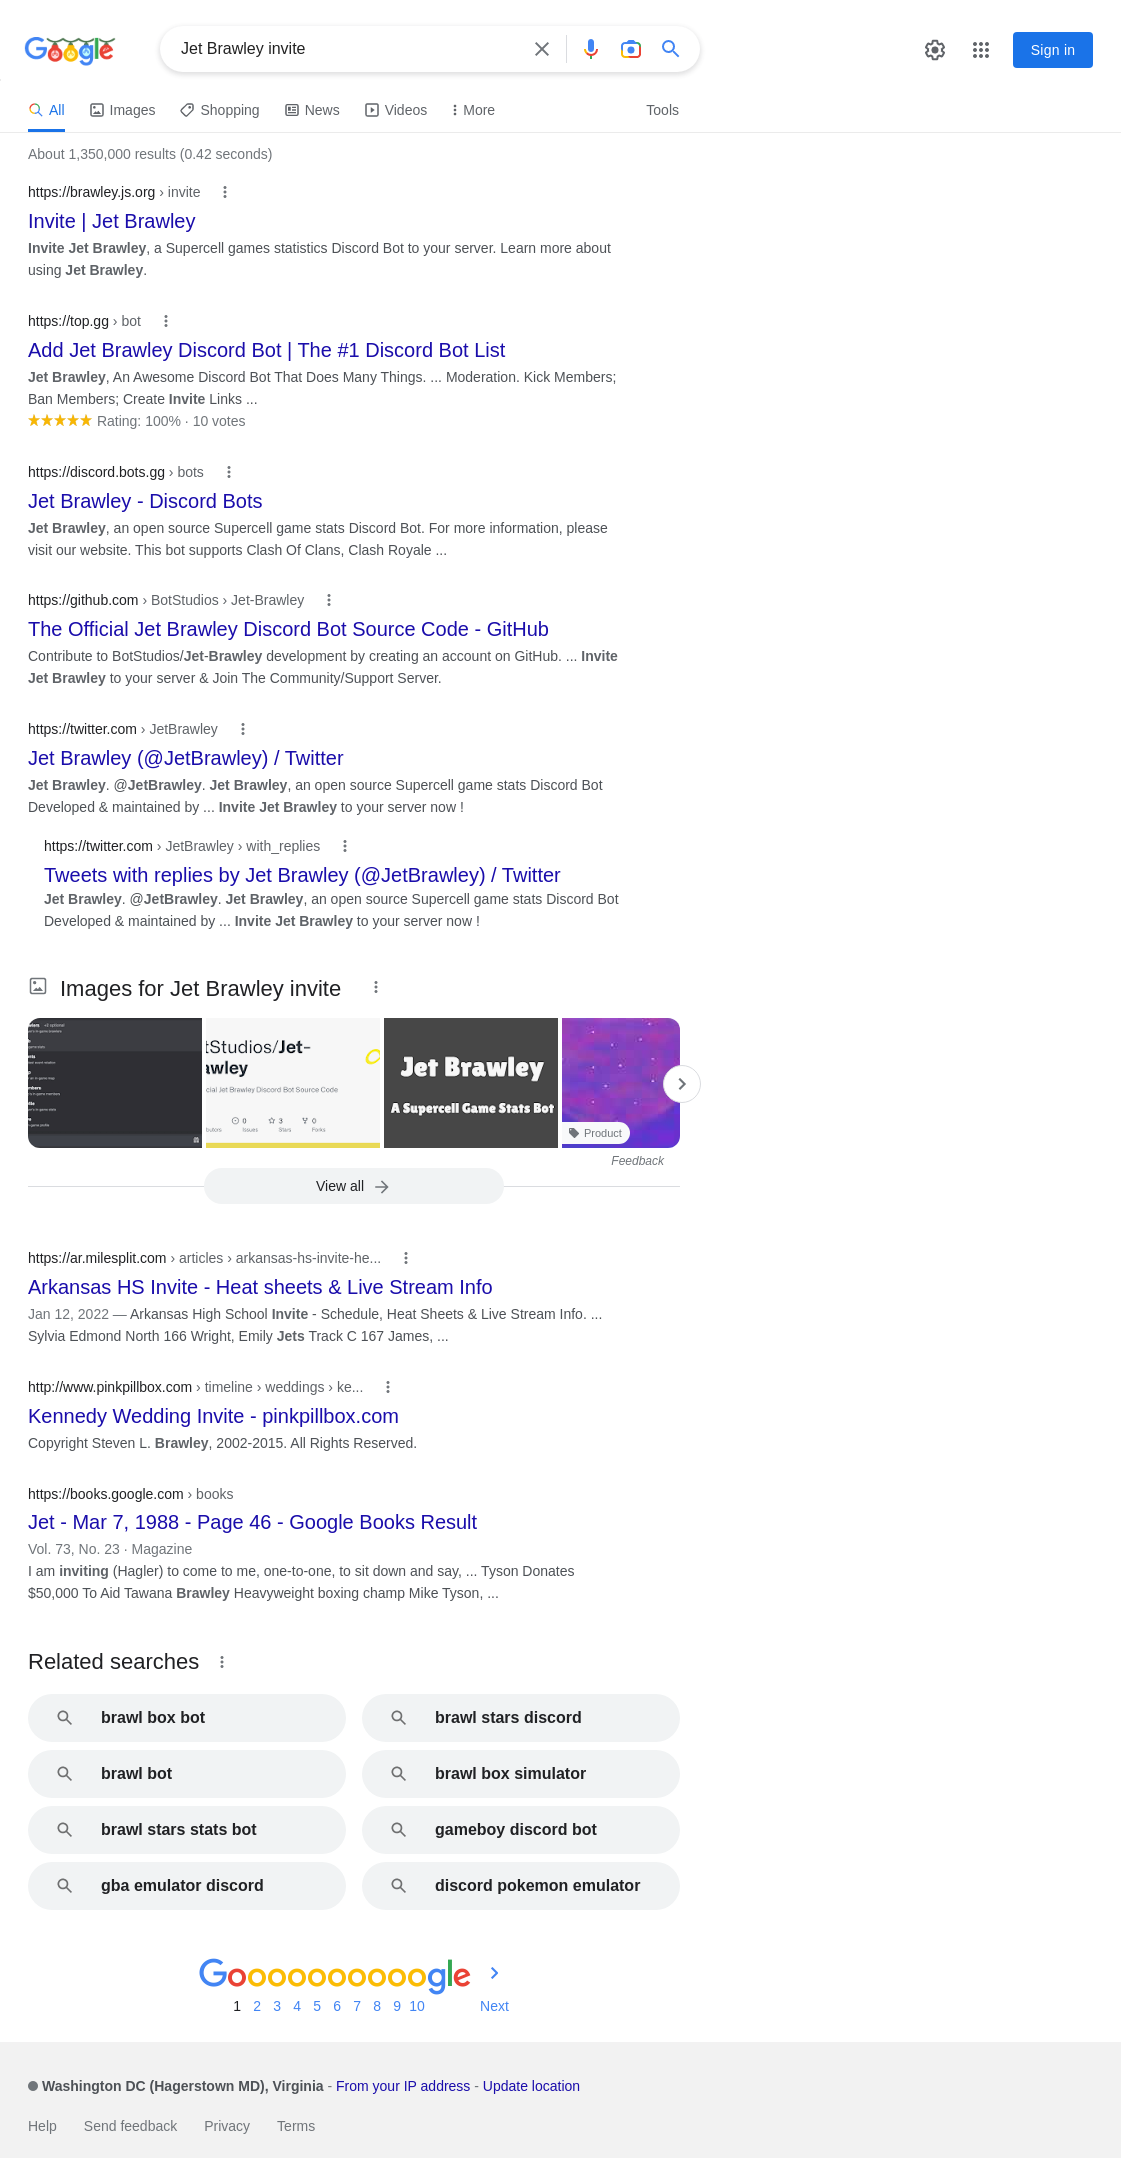 Google
Jet Brawley invite
Sign in
All
Images
Shopping
News
Videos
More
Tools
About 1,350,000 results (0.42 seconds)
https://brawley.js.org › invite
Invite | Jet Brawley
Invite Jet Brawley, a Supercell games statistics Discord Bot to your server. Learn more about
using Jet Brawley.
https://top.gg › bot
Add Jet Brawley Discord Bot | The #1 Discord Bot List
Jet Brawley, An Awesome Discord Bot That Does Many Things. ... Moderation. Kick Members;
Ban Members; Create Invite Links ...
Rating: 100% · 10 votes
https://discord.bots.gg › bots
Jet Brawley - Discord Bots
Jet Brawley, an open source Supercell game stats Discord Bot. For more information, please
visit our website. This bot supports Clash Of Clans, Clash Royale ...
https://github.com › BotStudios › Jet-Brawley
The Official Jet Brawley Discord Bot Source Code - GitHub
Contribute to BotStudios/Jet-Brawley development by creating an account on GitHub. ... Invite
Jet Brawley to your server & Join The Community/Support Server.
https://twitter.com › JetBrawley
Jet Brawley (@JetBrawley) / Twitter
Jet Brawley. @JetBrawley. Jet Brawley, an open source Supercell game stats Discord Bot
Developed & maintained by ... Invite Jet Brawley to your server now !
https://twitter.com › JetBrawley › with_replies
Tweets with replies by Jet Brawley (@JetBrawley) / Twitter
Jet Brawley. @JetBrawley. Jet Brawley, an open source Supercell game stats Discord Bot
Developed & maintained by ... Invite Jet Brawley to your server now !
Images for Jet Brawley invite
tStudios/Jet-
awley
cial Jet Brawley Discord Bot Source Code
0 3 0
Issues Stars Forks
Jet Brawley
A Supercell Game Stats Bot
Product
Feedback
View all
https://ar.milesplit.com › articles › arkansas-hs-invite-he...
Arkansas HS Invite - Heat sheets & Live Stream Info
Jan 12, 2022 — Arkansas High School Invite - Schedule, Heat Sheets & Live Stream Info. ...
Sylvia Edmond North 166 Wright, Emily Jets Track C 167 James, ...
http://www.pinkpillbox.com › timeline › weddings › ke...
Kennedy Wedding Invite - pinkpillbox.com
Copyright Steven L. Brawley, 2002-2015. All Rights Reserved.
https://books.google.com › books
Jet - Mar 7, 1988 - Page 46 - Google Books Result
Vol. 73, No. 23 · Magazine
I am inviting (Hagler) to come to me, one-to-one, to sit down and say, ... Tyson Donates
$50,000 To Aid Tawana Brawley Heavyweight boxing champ Mike Tyson, ...
Related searches
brawl box bot
brawl stars discord
brawl bot
brawl box simulator
brawl stars stats bot
gameboy discord bot
gba emulator discord
discord pokemon emulator
Goooooooooogle
1 2 3 4 5 6 7 8 9 10 Next
Washington DC (Hagerstown MD), Virginia - From your IP address - Update location
Help Send feedback Privacy Terms